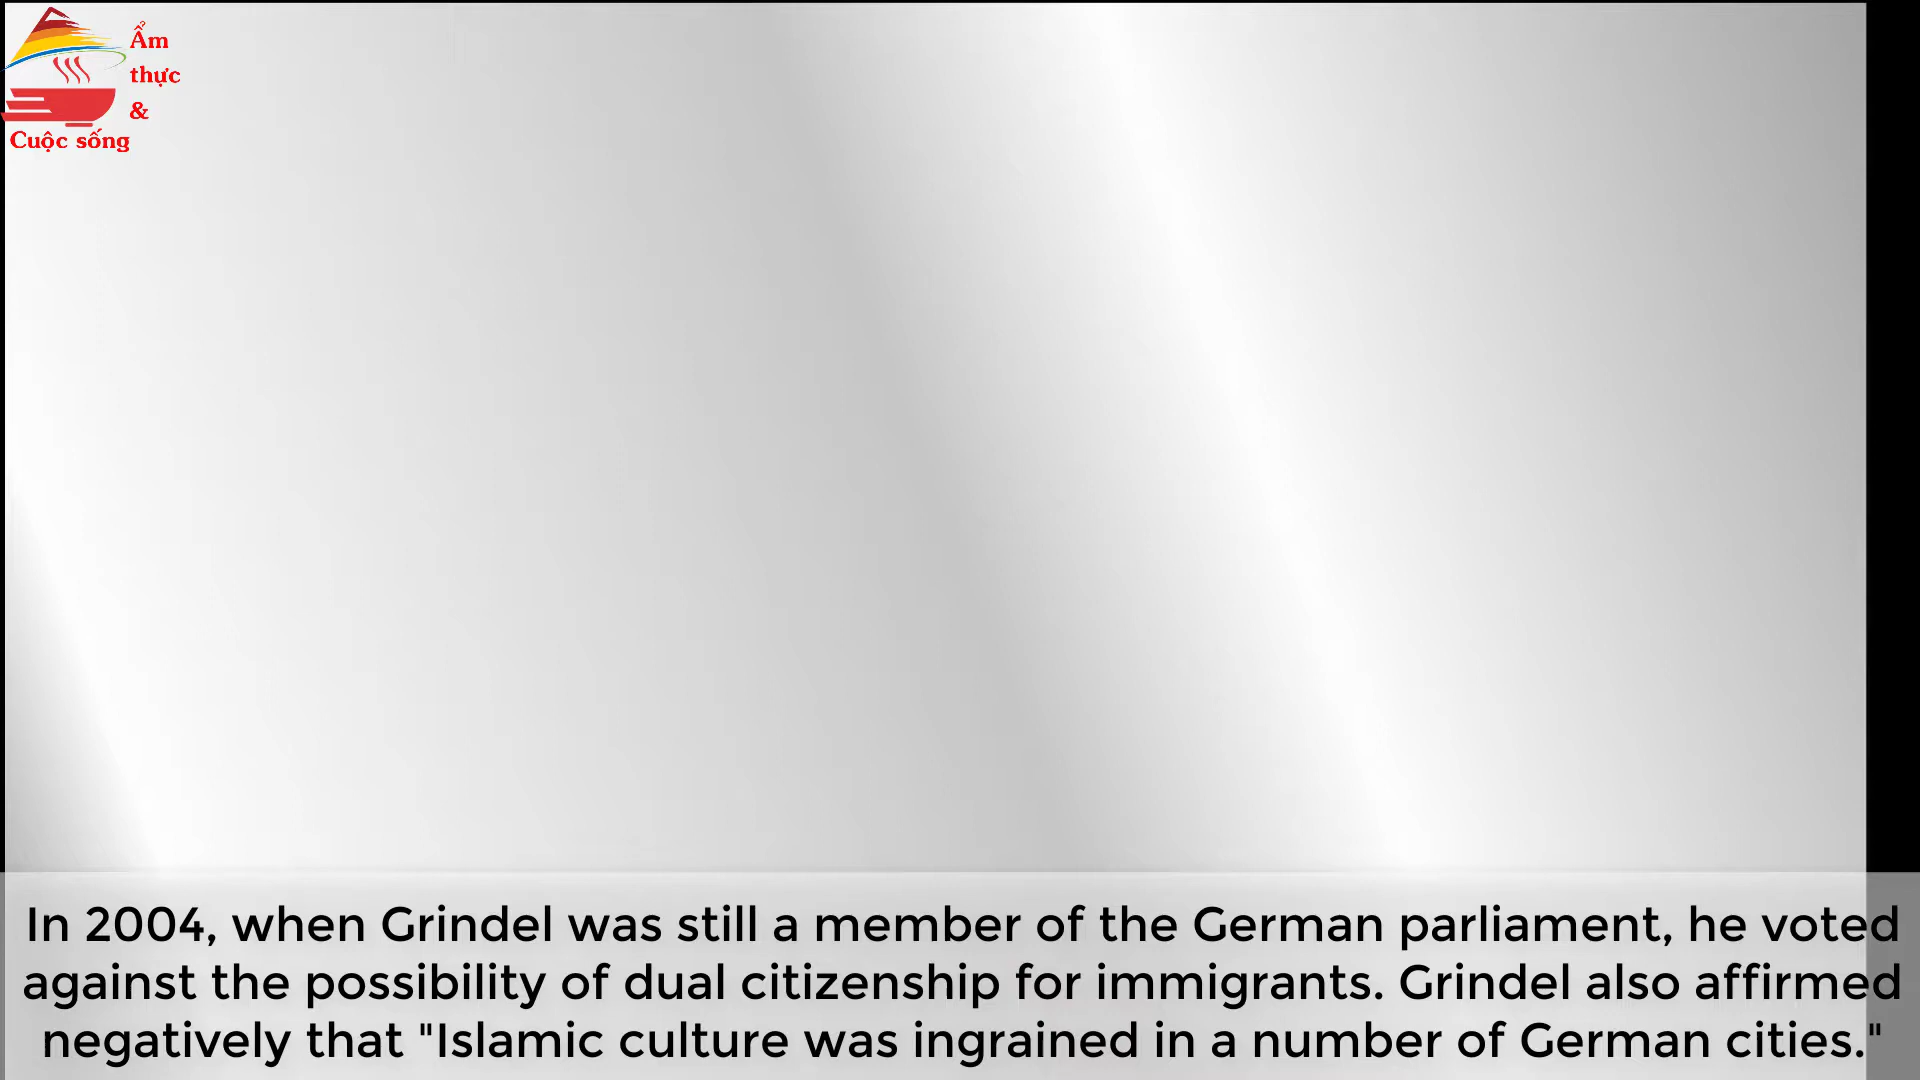 Ẩm
thực
&
Cuộc sống
In 2004, when Grindel was still a member of the German parliament, he voted
against the possibility of dual citizenship for immigrants. Grindel also affirmed
negatively that "Islamic culture was ingrained in a number of German cities."